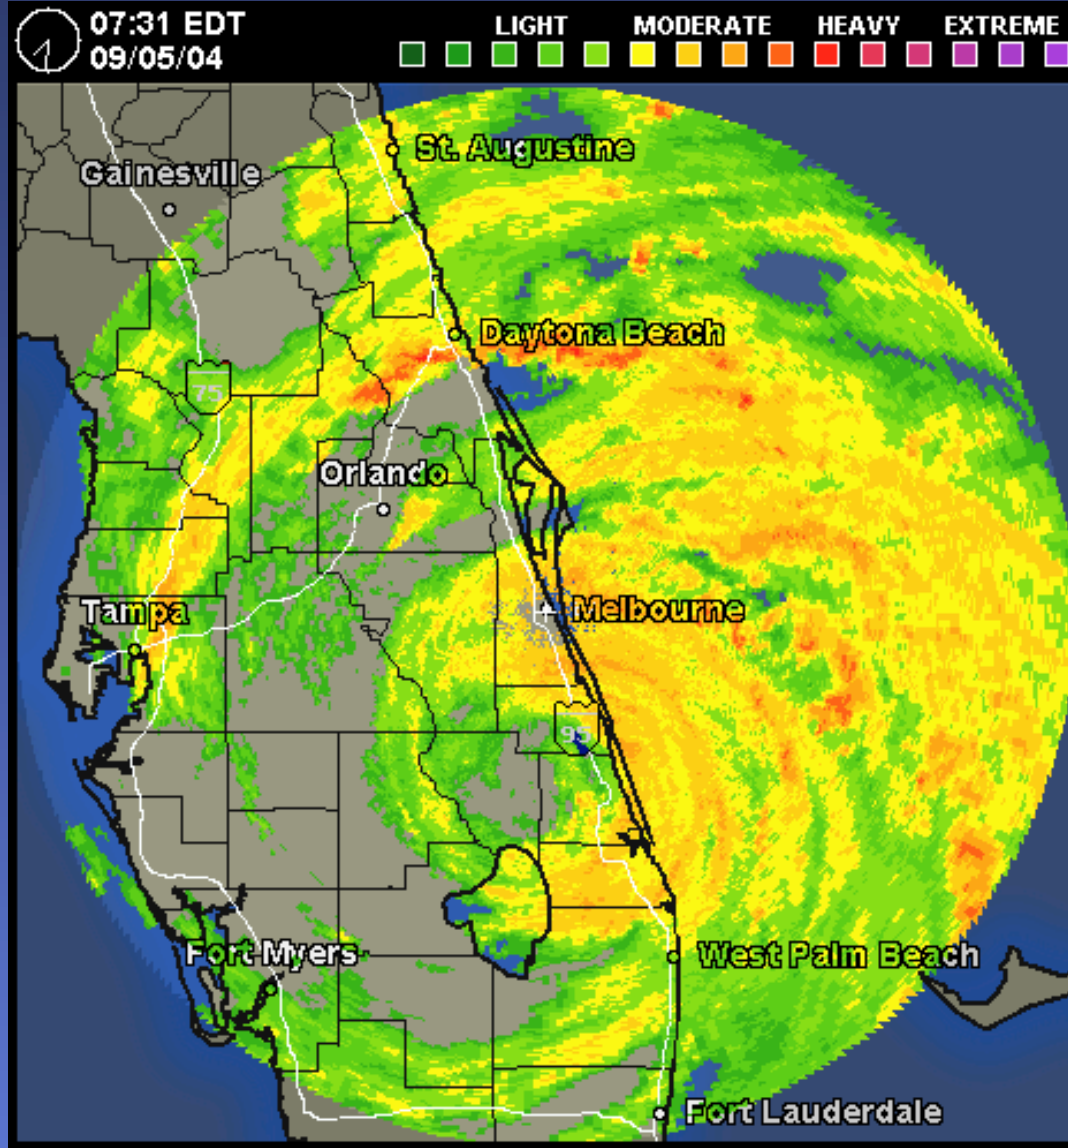 07:31 EDT
09/05/04
LIGHT MODERATE HEAVY EXTREME
St. Augustine
Gainesville
Daytona Beach
75
Orlando
Tampa
Melbourne
95
Fort Myers
West Palm Beach
Fort Lauderdale